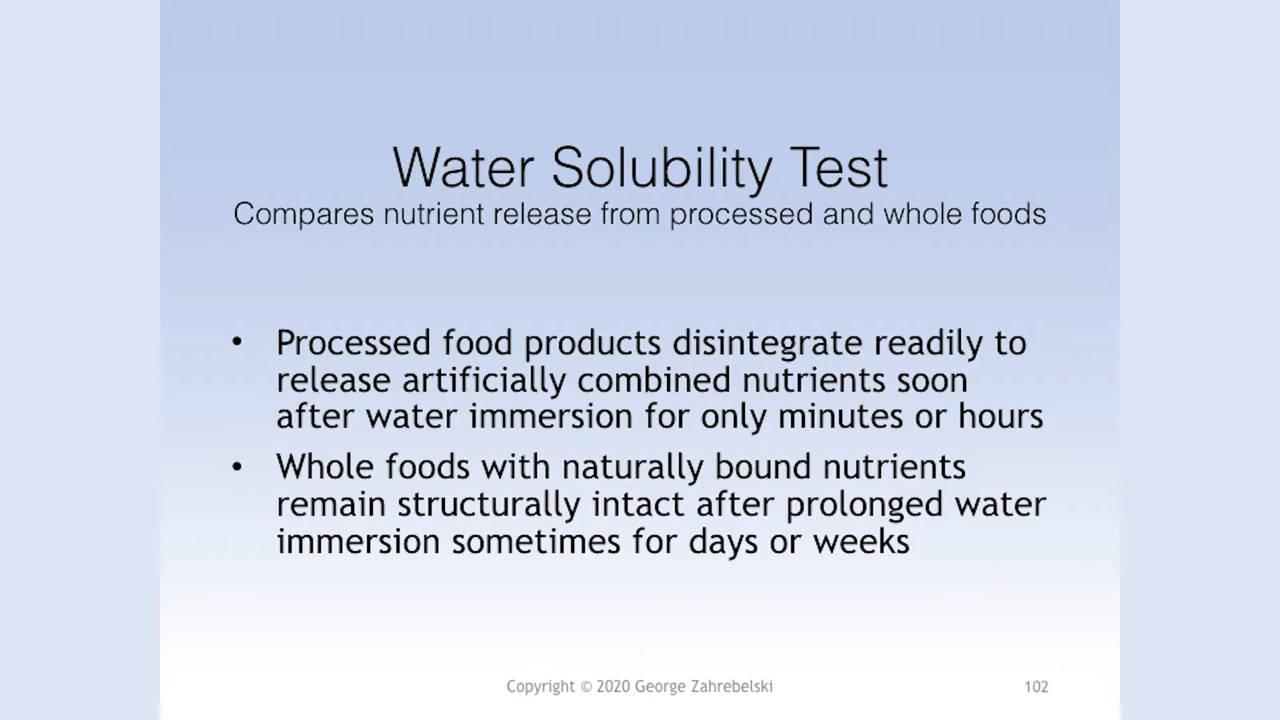 Water Solubility Test
Compares nutrient release from processed and whole foods
• Processed food products disintegrate readily to
release artificially combined nutrients soon
after water immersion for only minutes or hours
• Whole foods with naturally bound nutrients
remain structurally intact after prolonged water
immersion sometimes for days or weeks
Copyright © 2020 George Zahrebelski 102